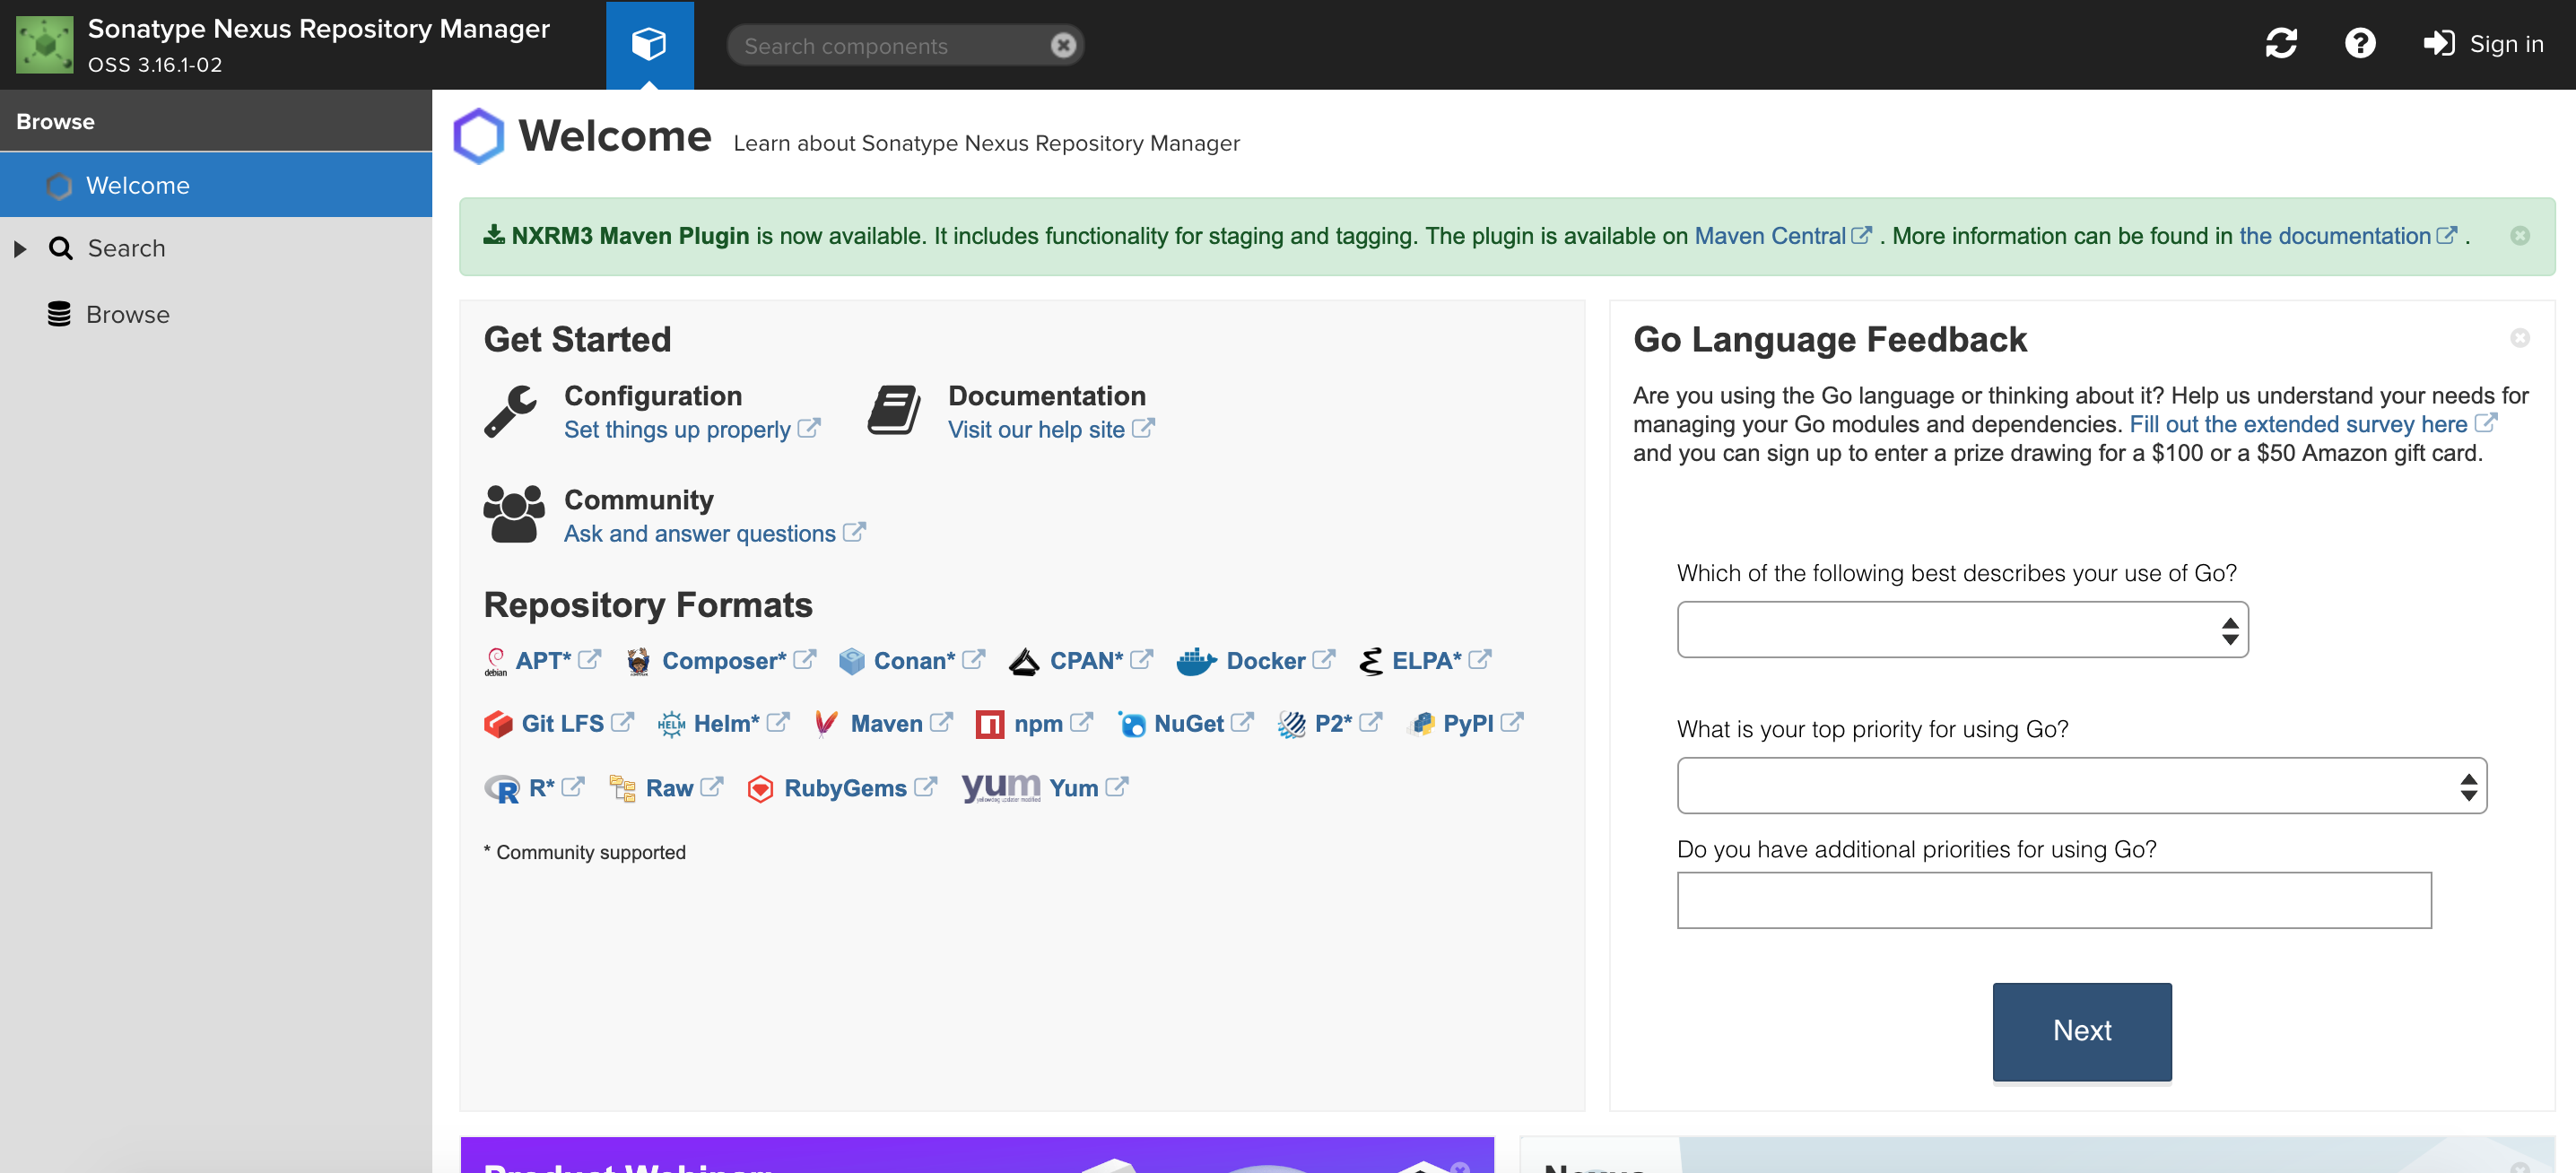 Sonatype Nexus Repository Manager
OSS 3.16.1-02
Search components
Sign in
Browse
Welcome
Search
Browse
Welcome Learn about Sonatype Nexus Repository Manager
NXRM3 Maven Plugin is now available. It includes functionality for staging and tagging. The plugin is available on Maven Central . More information can be found in the documentation .
Get Started
Configuration
Set things up properly
Documentation
Visit our help site
Community
Ask and answer questions
Repository Formats
debian APT* Composer* Conan* CPAN* Docker ELPA*
Git LFS HELM Helm* Maven npm NuGet P2* PyPI
R R* Raw RubyGems yum Yum
* Community supported
Go Language Feedback
Are you using the Go language or thinking about it? Help us understand your needs for
managing your Go modules and dependencies. Fill out the extended survey here
and you can sign up to enter a prize drawing for a $100 or a $50 Amazon gift card.
Which of the following best describes your use of Go?
What is your top priority for using Go?
Do you have additional priorities for using Go?
Next
Product Webinar:
Nexus